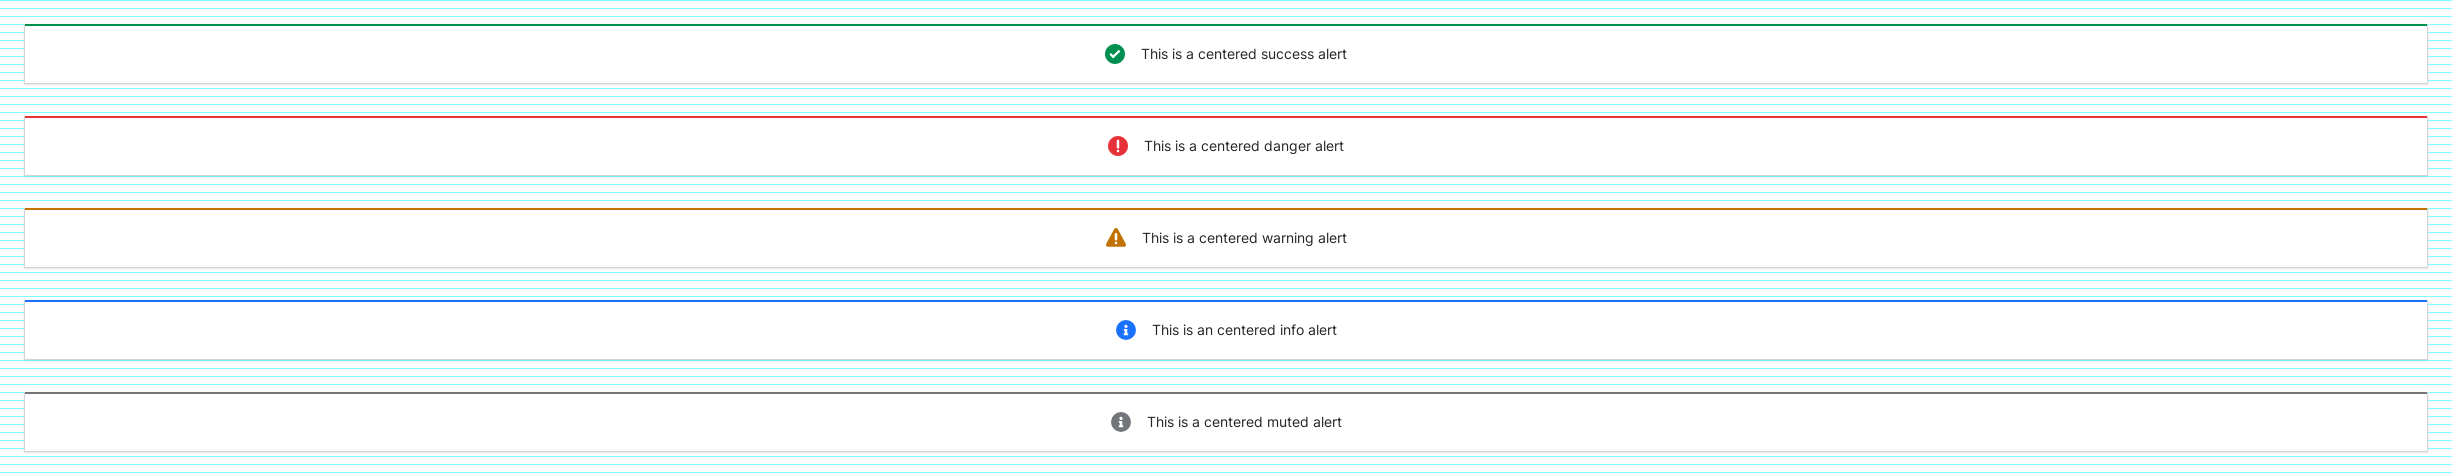 This is a centered success alert
This is a centered danger alert
This is a centered warning alert
This is an centered info alert
This is a centered muted alert